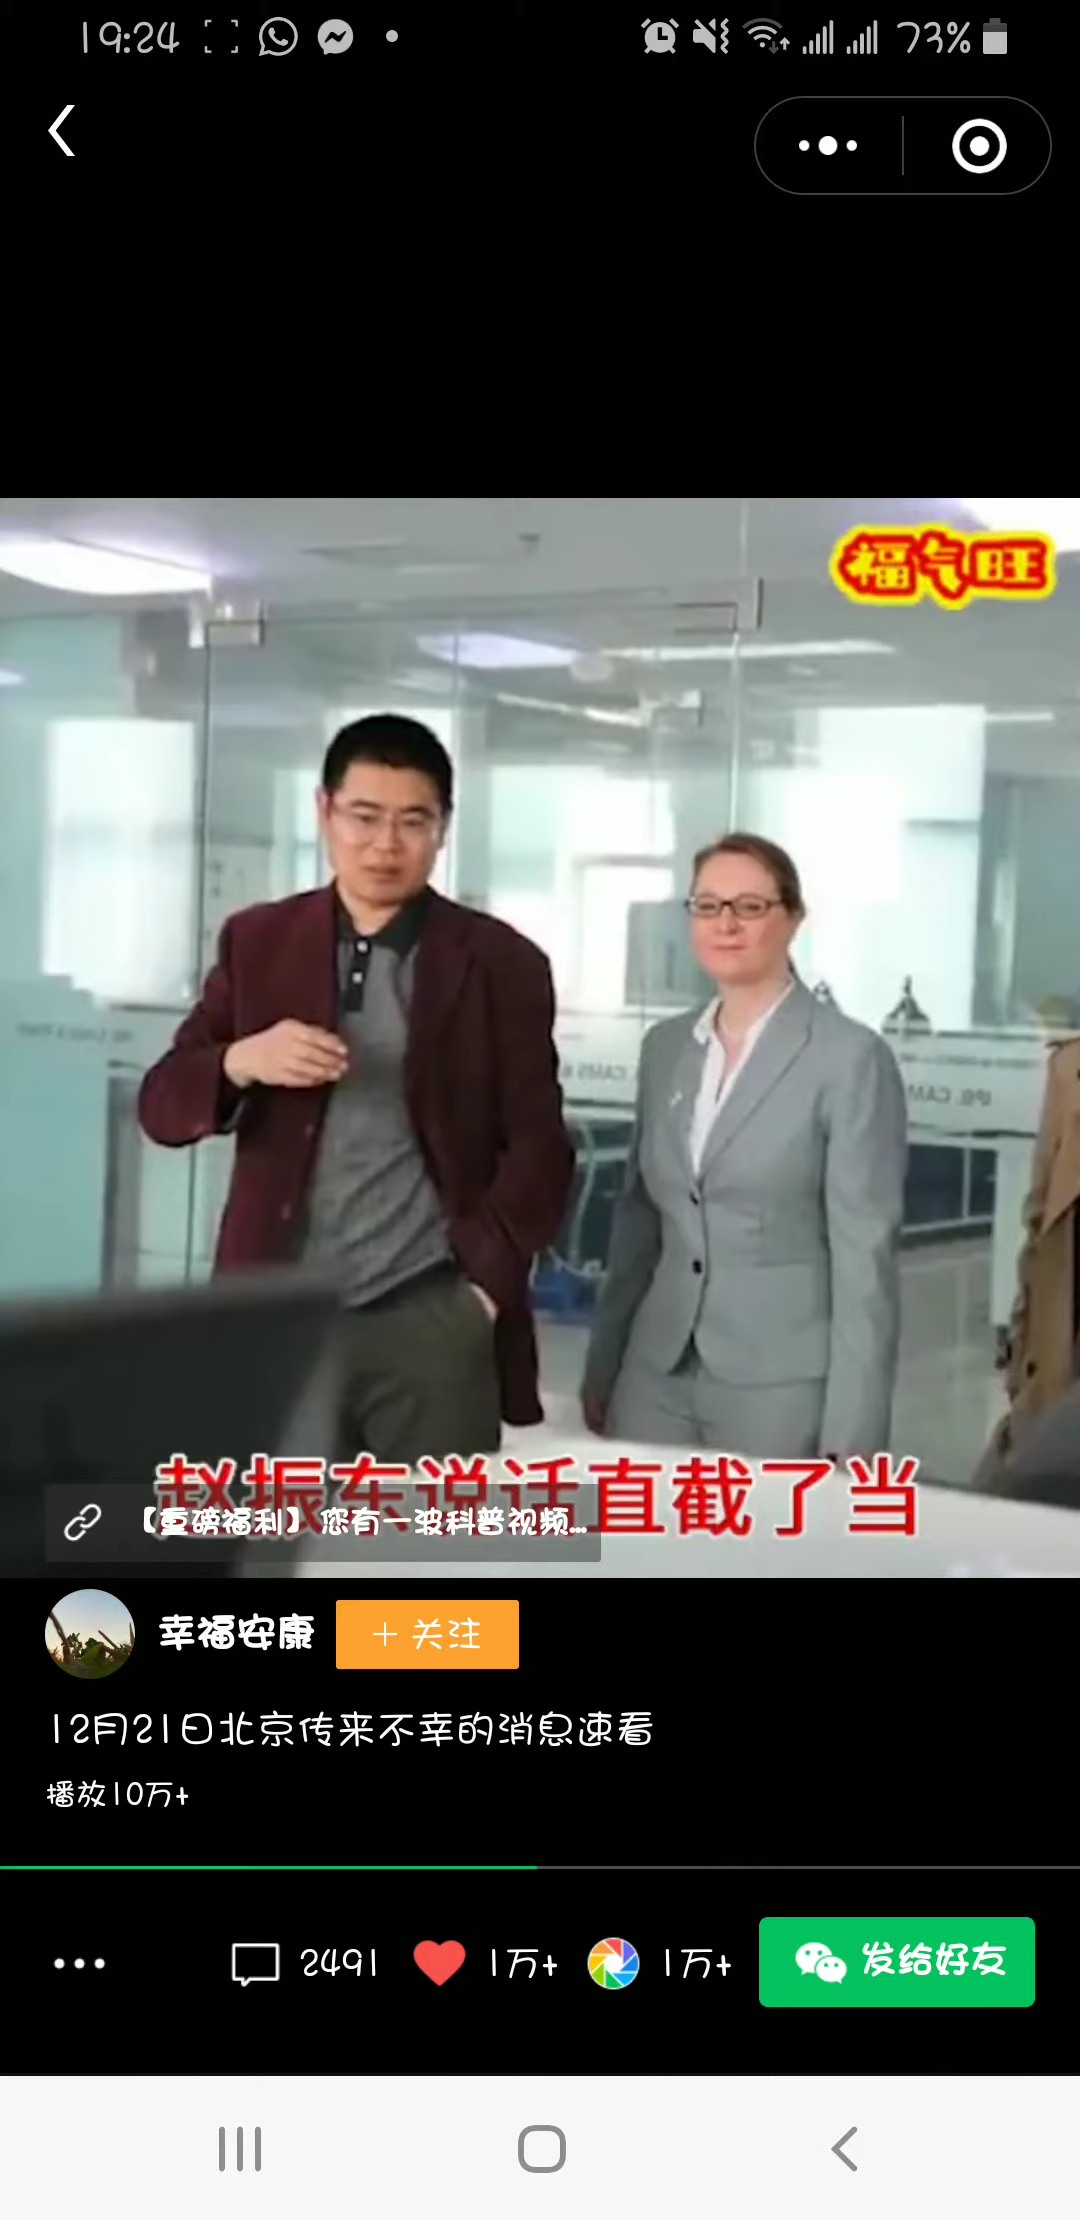 19:24
73%
福气旺
赵振东说话直截了当
【重磅福利】您有一波科普视频...
幸福安康
+ 关注
12月21日北京传来不幸的消息速看
播放10万+
2491
1万+
1万+
发给好友